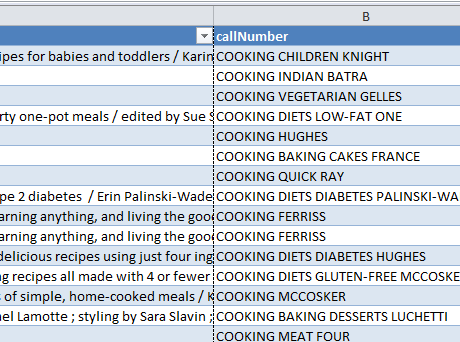 B
callNumber
ipes for babies and toddlers / Karin COOKING CHILDREN KNIGHT
COOKING INDIAN BATRA
COOKING VEGETARIAN GELLES
rty one-pot meals / edited by Sue S COOKING DIETS LOW-FAT ONE
COOKING HUGHES
COOKING BAKING CAKES FRANCE
COOKING QUICK RAY
pe 2 diabetes / Erin Palinski-Wade COOKING DIETS DIABETES PALINSKI-WA
arning anything, and living the good COOKING FERRISS
arning anything, and living the good COOKING FERRISS
delicious recipes using just four ing COOKING DIETS DIABETES HUGHES
ng recipes all made with 4 or fewer COOKING DIETS GLUTEN-FREE MCCOSKE
s of simple, home-cooked meals / K COOKING MCCOSKER
nel Lamotte ; styling by Sara Slavin ; COOKING BAKING DESSERTS LUCHETTI
COOKING MEAT FOUR